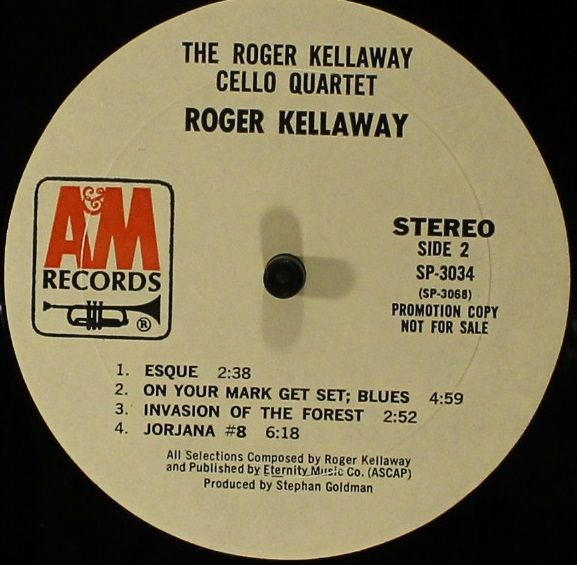 THE ROGER KELLAWAY
CELLO QUARTET
ROGER KELLAWAY
A&M
RECORDS
®
STEREO
SIDE 2
SP-3034
(SP-3068)
PROMOTION COPY
NOT FOR SALE
1. ESQUE 2:38
2. ON YOUR MARK GET SET; BLUES 4:59
3. INVASION OF THE FOREST 2:52
4. JORJANA #8 6:18
All Selections Composed by Roger Kellaway
and Published by Eternity Music Co. (ASCAP)
Produced by Stephan Goldman